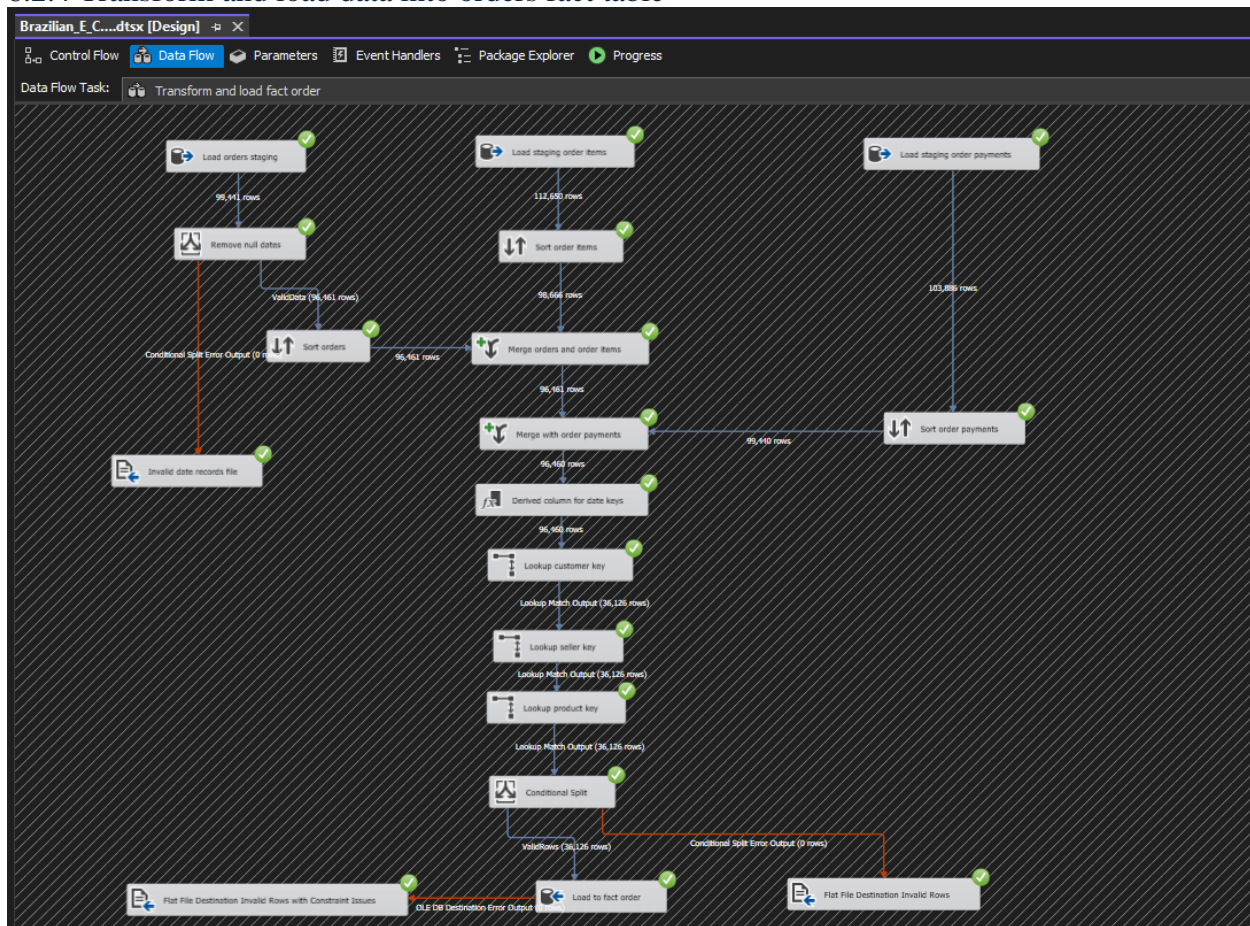 Brazilian_E_C....dtsx [Design]
Control Flow Data Flow Parameters Event Handlers Package Explorer Progress
Data Flow Task: Transform and load fact order
Load orders staging
Load staging order items
Load staging order payments
99,441 rows
112,650 rows
Remove null dates
Sort order items
103,886 rows
ValidData (96,461 rows)
98,666 rows
Sort orders
Conditional Split Error Output (0
96,461 rows
Merge orders and order items
96,461 rows
Merge with order payments
99,440 rows
Sort order payments
Invalid date records file
96,460 rows
Derived column for date keys
96,460 rows
Lookup customer key
Lookup Match Output (36,126 rows)
Lookup seller key
Lookup Match Output (36,126 rows)
Lookup product key
Lookup Match Output (36,126 rows)
Conditional Split
ValidRows (36,126 rows)
Conditional Split Error Output (0 rows)
Flat File Destination Invalid Rows with Constraint Issues
OLE DB Destination Error Output
Load to fact order
Flat File Destination Invalid Rows